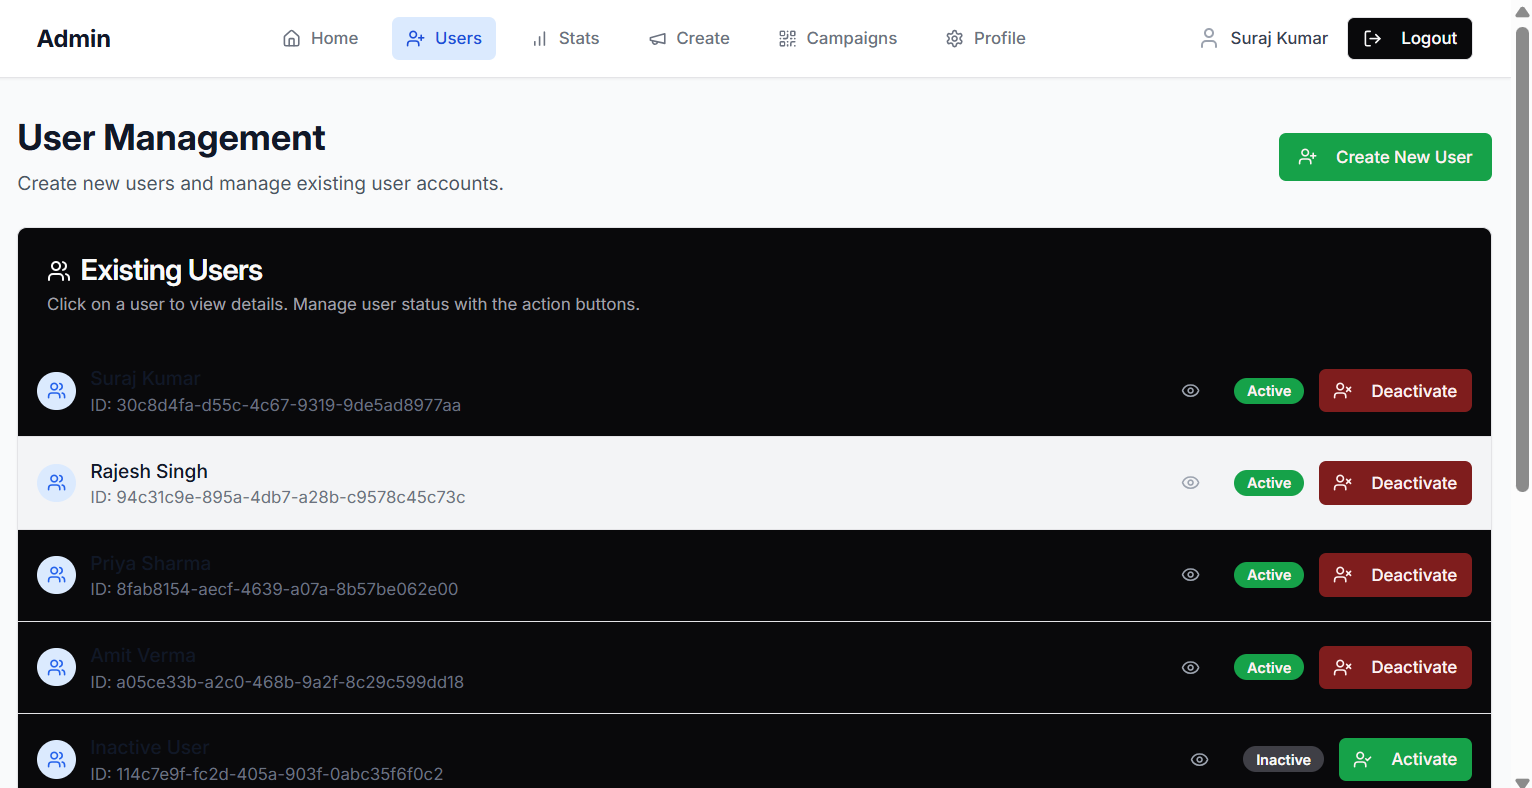 Admin
Home
Users
Stats
Create
Campaigns
Profile
Suraj Kumar
Logout
User Management
Create new users and manage existing user accounts.
Create New User
Existing Users
Click on a user to view details. Manage user status with the action buttons.
Suraj Kumar
ID: 30c8d4fa-d55c-4c67-9319-9de5ad8977aa
Active
Deactivate
Rajesh Singh
ID: 94c31c9e-895a-4db7-a28b-c9578c45c73c
Active
Deactivate
Priya Sharma
ID: 8fab8154-aecf-4639-a07a-8b57be062e00
Active
Deactivate
Amit Verma
ID: a05ce33b-a2c0-468b-9a2f-8c29c599dd18
Active
Deactivate
Inactive User
ID: 114c7e9f-fc2d-405a-903f-0abc35f6f0c2
Inactive
Activate